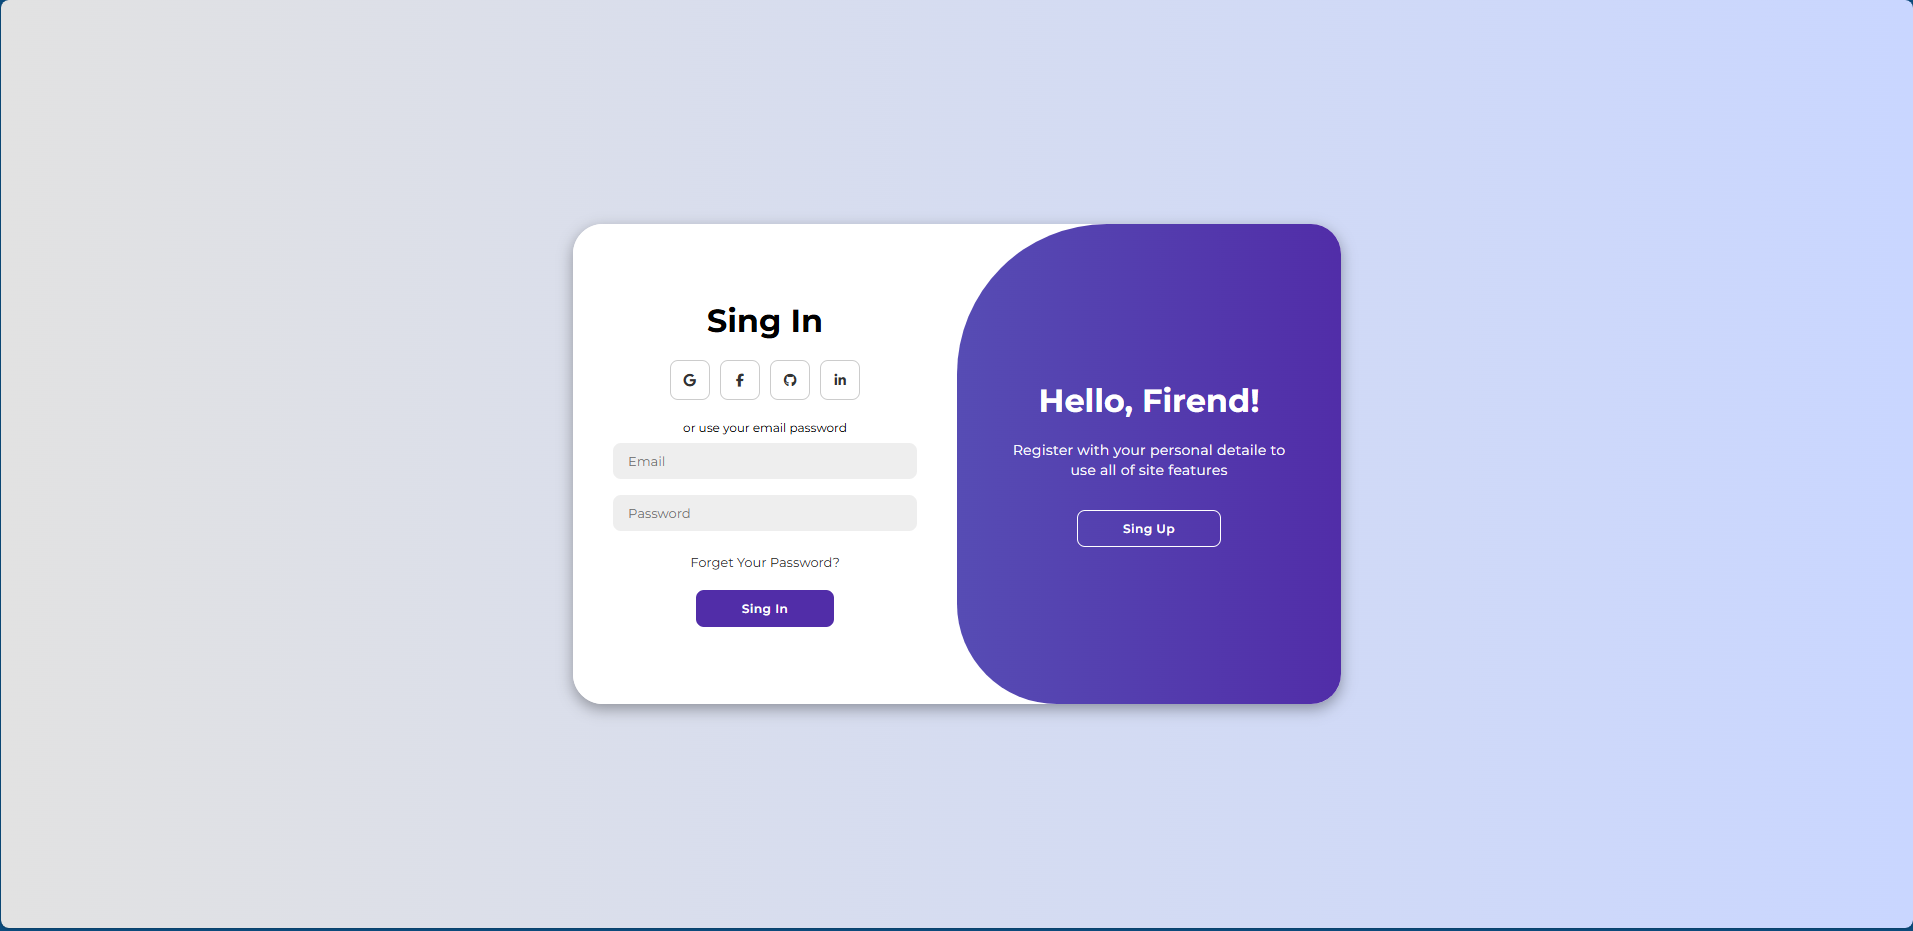 Sing In
or use your email password
Email
Password
Forget Your Password?
Sing In
Hello, Firend!
Register with your personal detaile to
use all of site features
Sing Up